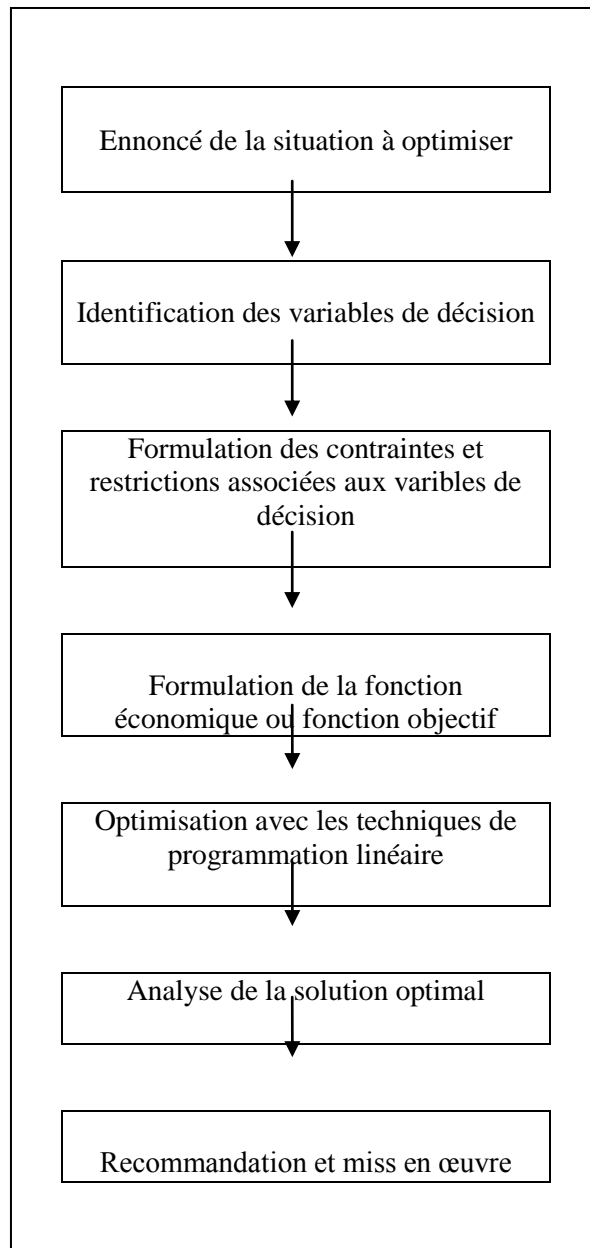 Ennoncé de la situation à optimiser
Identification des variables de décision
Formulation des contraintes et
restrictions associées aux varibles de
décision
Formulation de la fonction
économique ou fonction objectif
Optimisation avec les techniques de
programmation linéaire
Analyse de la solution optimal
Recommandation et miss en œuvre